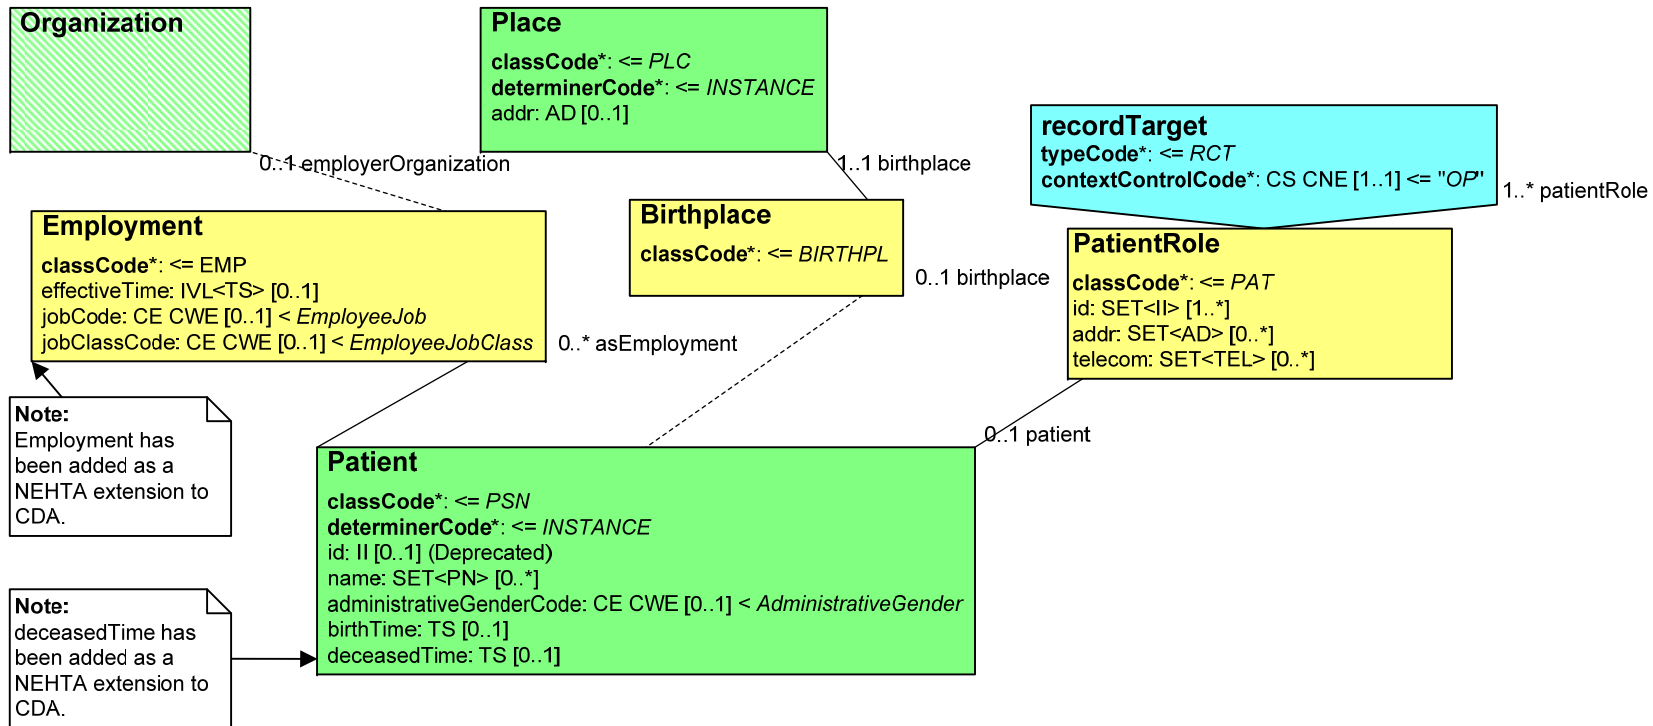 Organization
Place
classCode*: <= PLC
determinerCode*: <= INSTANCE
addr: AD [0..1]
recordTarget
typeCode*: <= RCT
contextControlCode*: CS CNE [1..1] <= "OP"
0..1 employerOrganization
1..1 birthplace
1..* patientRole
Employment
classCode*: <= EMP
effectiveTime: IVL<TS> [0..1]
jobCode: CE CWE [0..1] < EmployeeJob
jobClassCode: CE CWE [0..1] < EmployeeJobClass
Birthplace
classCode*: <= BIRTHPL
PatientRole
classCode*: <= PAT
id: SET<II> [1..*]
addr: SET<AD> [0..*]
telecom: SET<TEL> [0..*]
0..1 birthplace
0..* asEmployment
Note:
Employment has
been added as a
NEHTA extension to
CDA.
0..1 patient
Patient
classCode*: <= PSN
determinerCode*: <= INSTANCE
id: II [0..1] (Deprecated)
name: SET<PN> [0..*]
administrativeGenderCode: CE CWE [0..1] < AdministrativeGender
birthTime: TS [0..1]
deceasedTime: TS [0..1]
Note:
deceasedTime has
been added as a
NEHTA extension to
CDA.